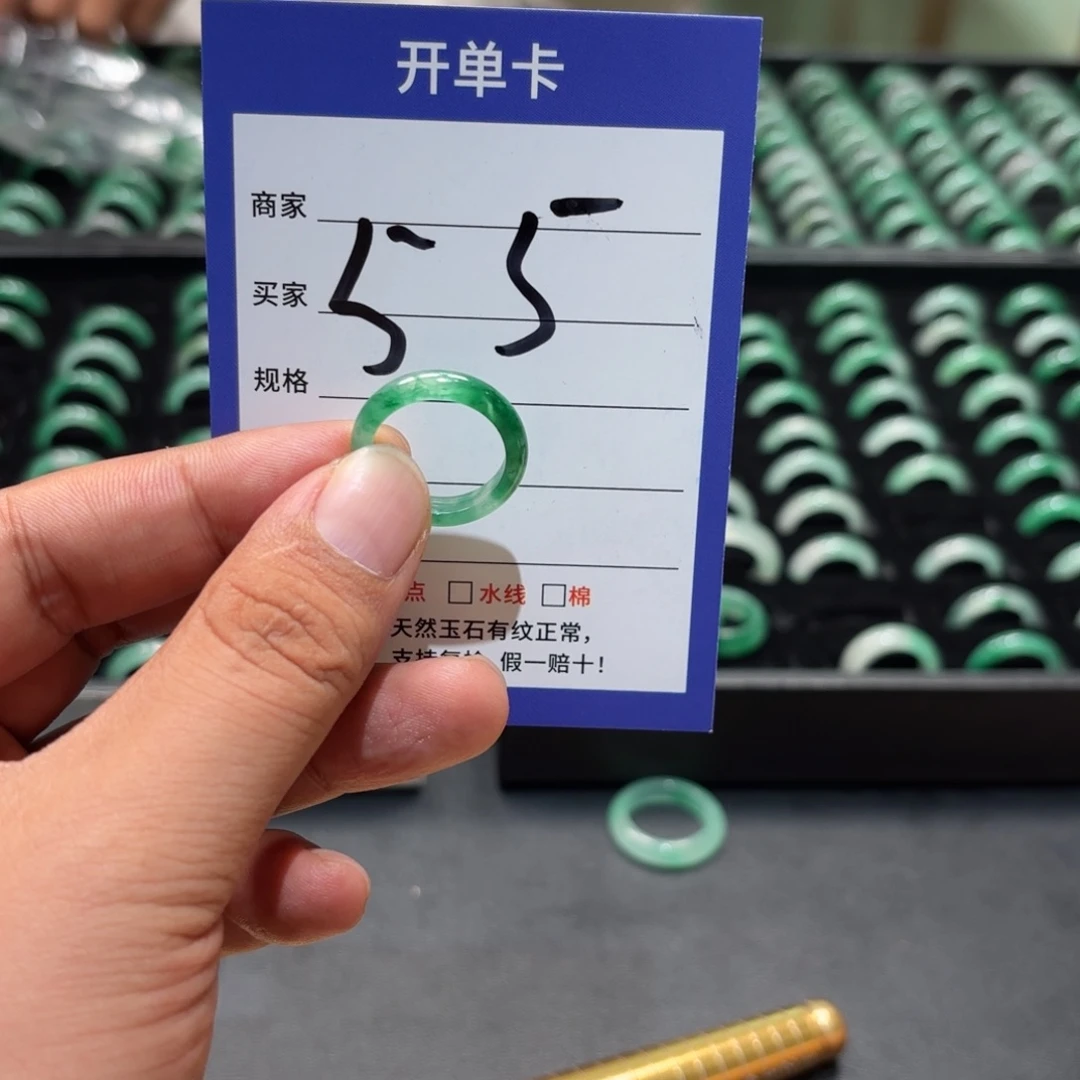 开单卡
商家
55
买家
规格
点 □水线 □棉
天然玉石有纹正常，
支持复检 假一赔十！